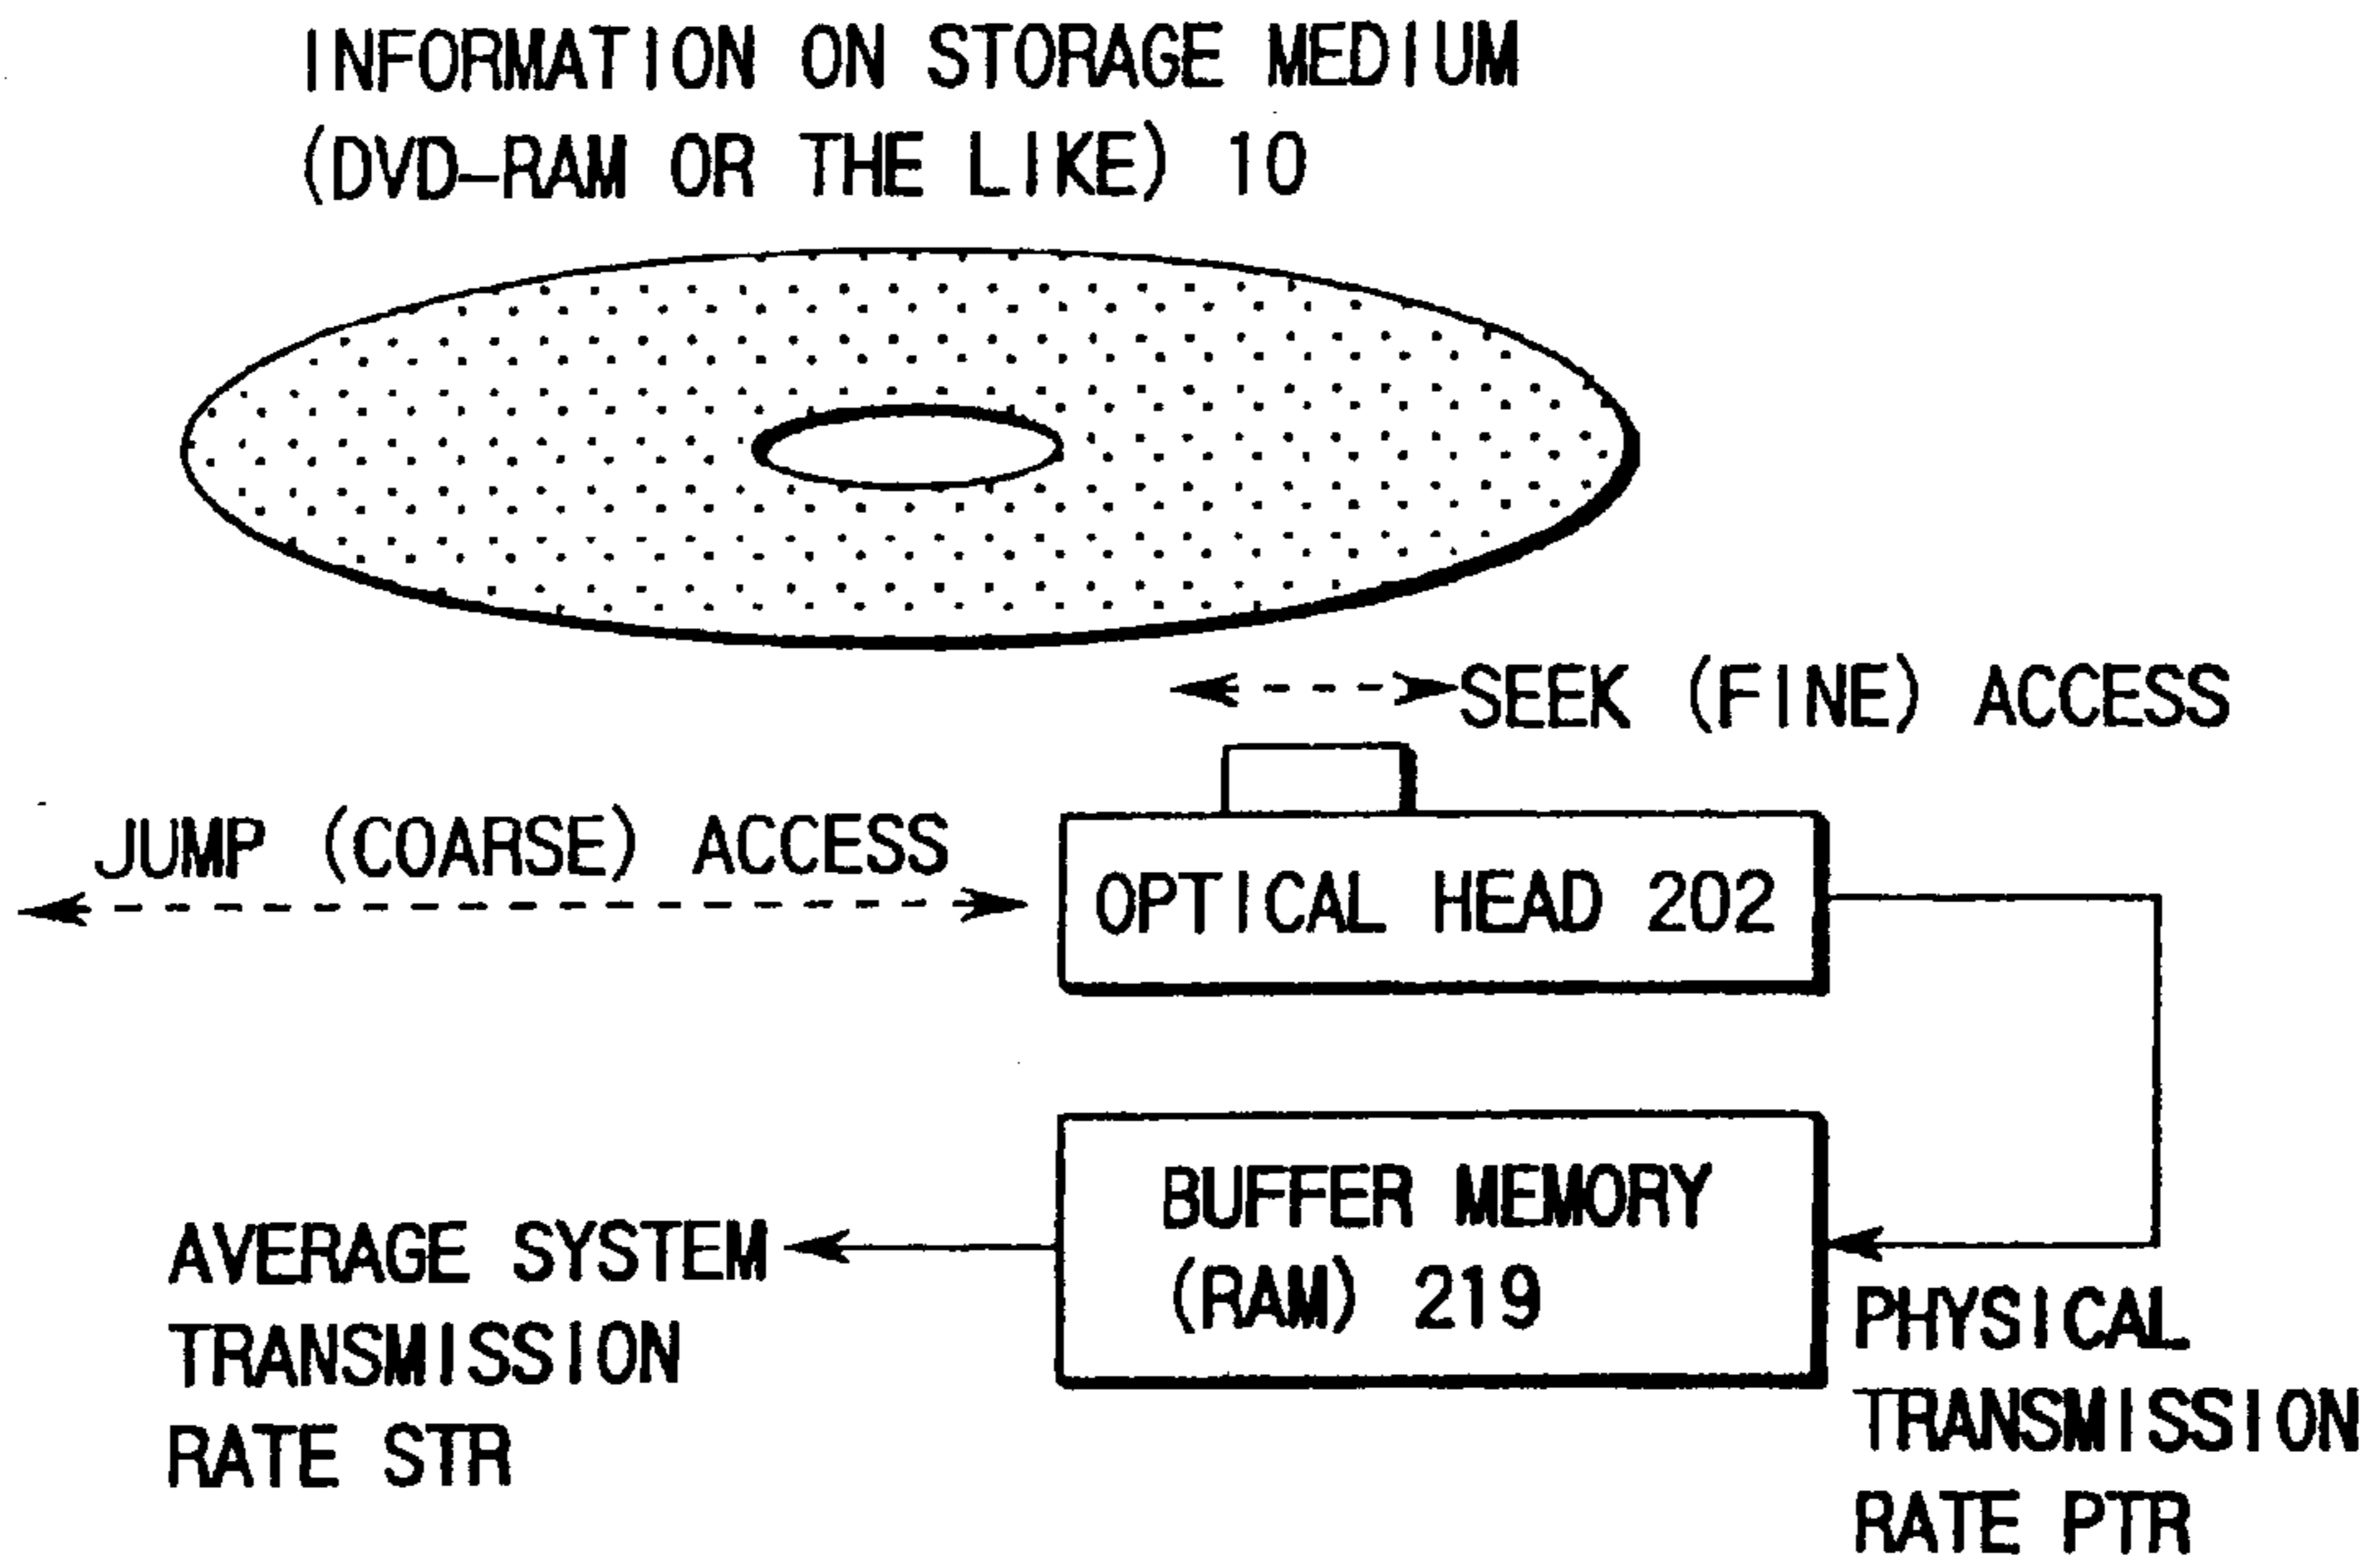 INFORMATION ON STORAGE MEDIUM
(DVD-RAM OR THE LIKE) 10
SEEK (FINE) ACCESS
JUMP (COARSE) ACCESS
OPTICAL HEAD 202
BUFFER MEMORY
(RAM) 219
AVERAGE SYSTEM
TRANSMISSION
RATE STR
PHYSICAL
TRANSMISSION
RATE PTR